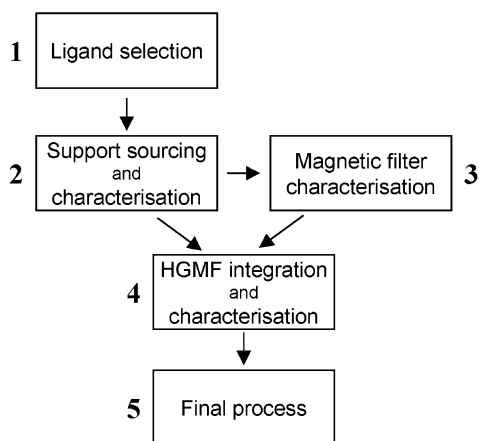 1
Ligand selection
2
Support sourcing
and
characterisation
Magnetic filter
characterisation
3
4
HGMF integration
and
characterisation
5
Final process